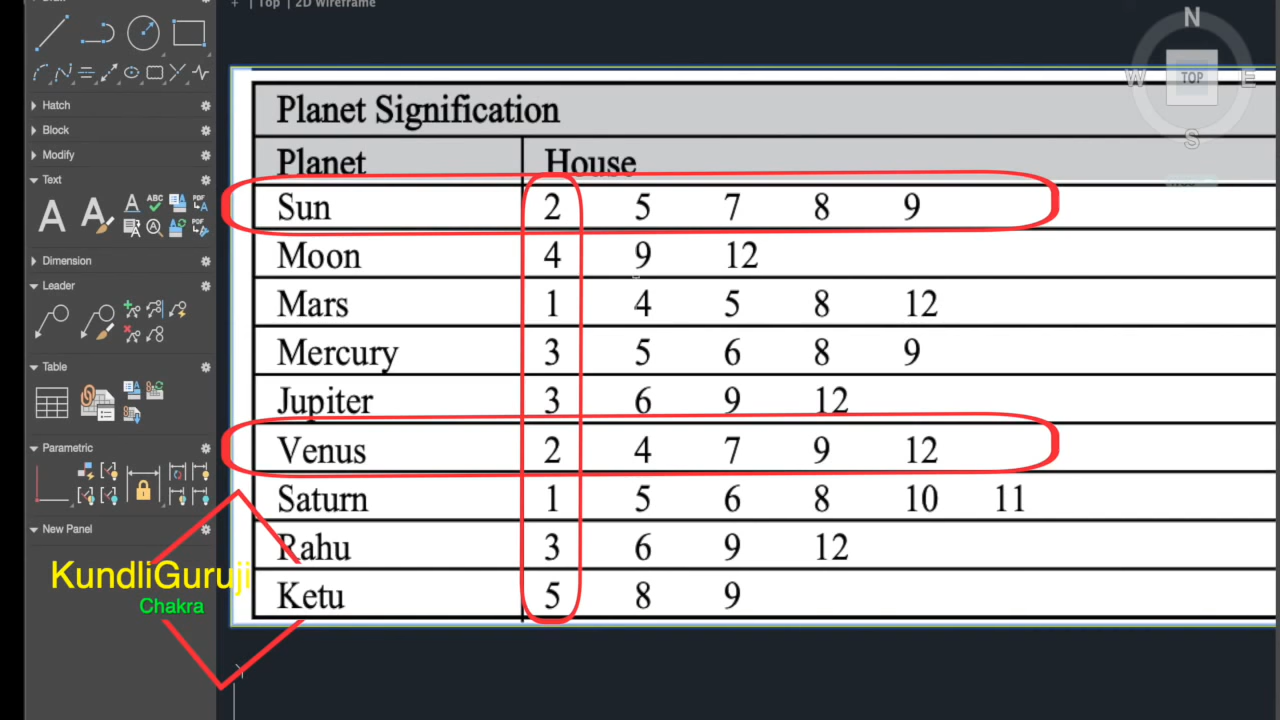 + | Top | 2D Wireframe
N
W TOP E
S
Hatch
Block
Modify
Text
A A A ABC PDF A
A PDF
Dimension
Leader
Table
Parametric
New Panel
KundliGuruji
Chakra
Planet Signification
Planet House
Sun 2 5 7 8 9
Moon 4 9 12
Mars 1 4 5 8 12
Mercury 3 5 6 8 9
Jupiter 3 6 9 12
Venus 2 4 7 9 12
Saturn 1 5 6 8 10 11
Rahu 3 6 9 12
Ketu 5 8 9